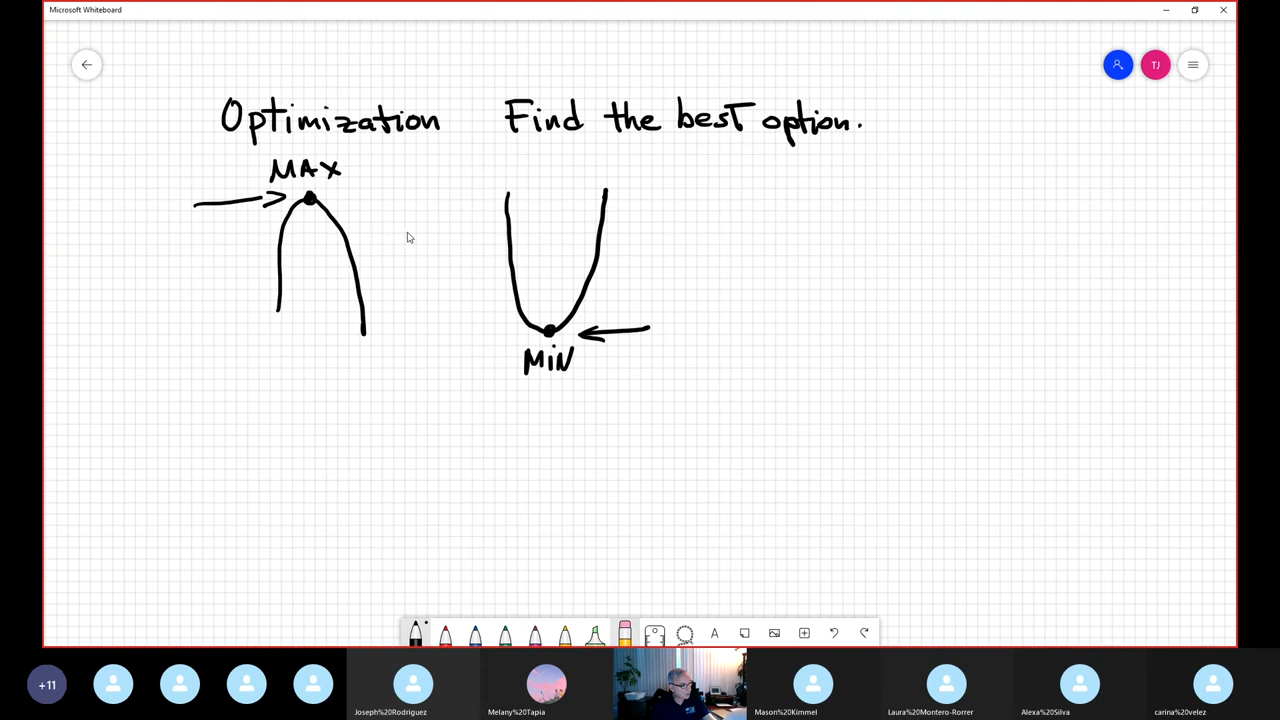 Microsoft Whiteboard
TJ
Optimization Find the best option.
MAX
MiN
A
+11
Joseph%20Rodriguez
Melany%20Tapia
Mason%20Kimmel
Laura%20Montero-Rorrer
Alexa%20Silva
carina%20velez